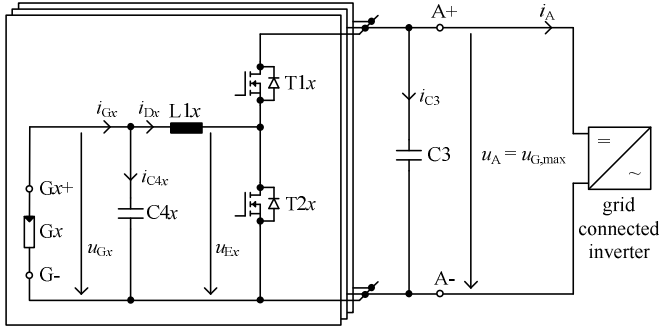 A+
iA
T1x
iGx
iDx
L1x
iC3
iC4x
C3
uA = uG,max
=
~
Gx+
T2x
Gx
C4x
uGx
uEx
grid
connected
inverter
G-
A-